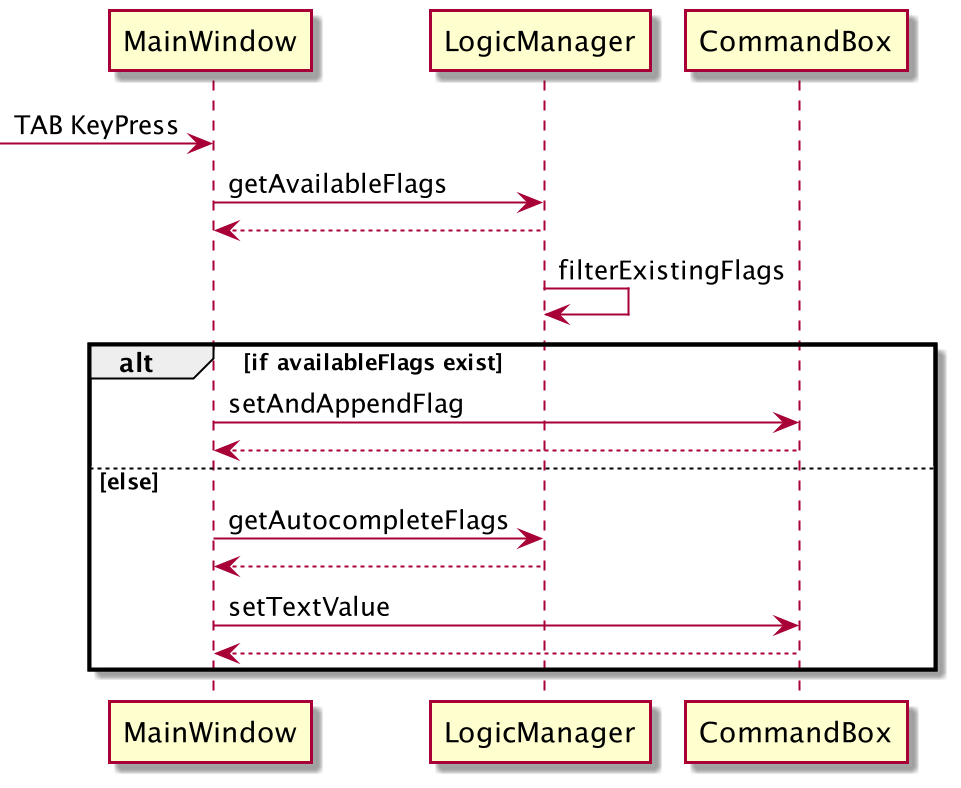 MainWindow LogicManager CommandBox
TAB KeyPress
getAvailableFlags
filterExistingFlags
alt [if availableFlags exist]
setAndAppendFlag
[else]
getAutocompleteFlags
setTextValue
MainWindow LogicManager CommandBox